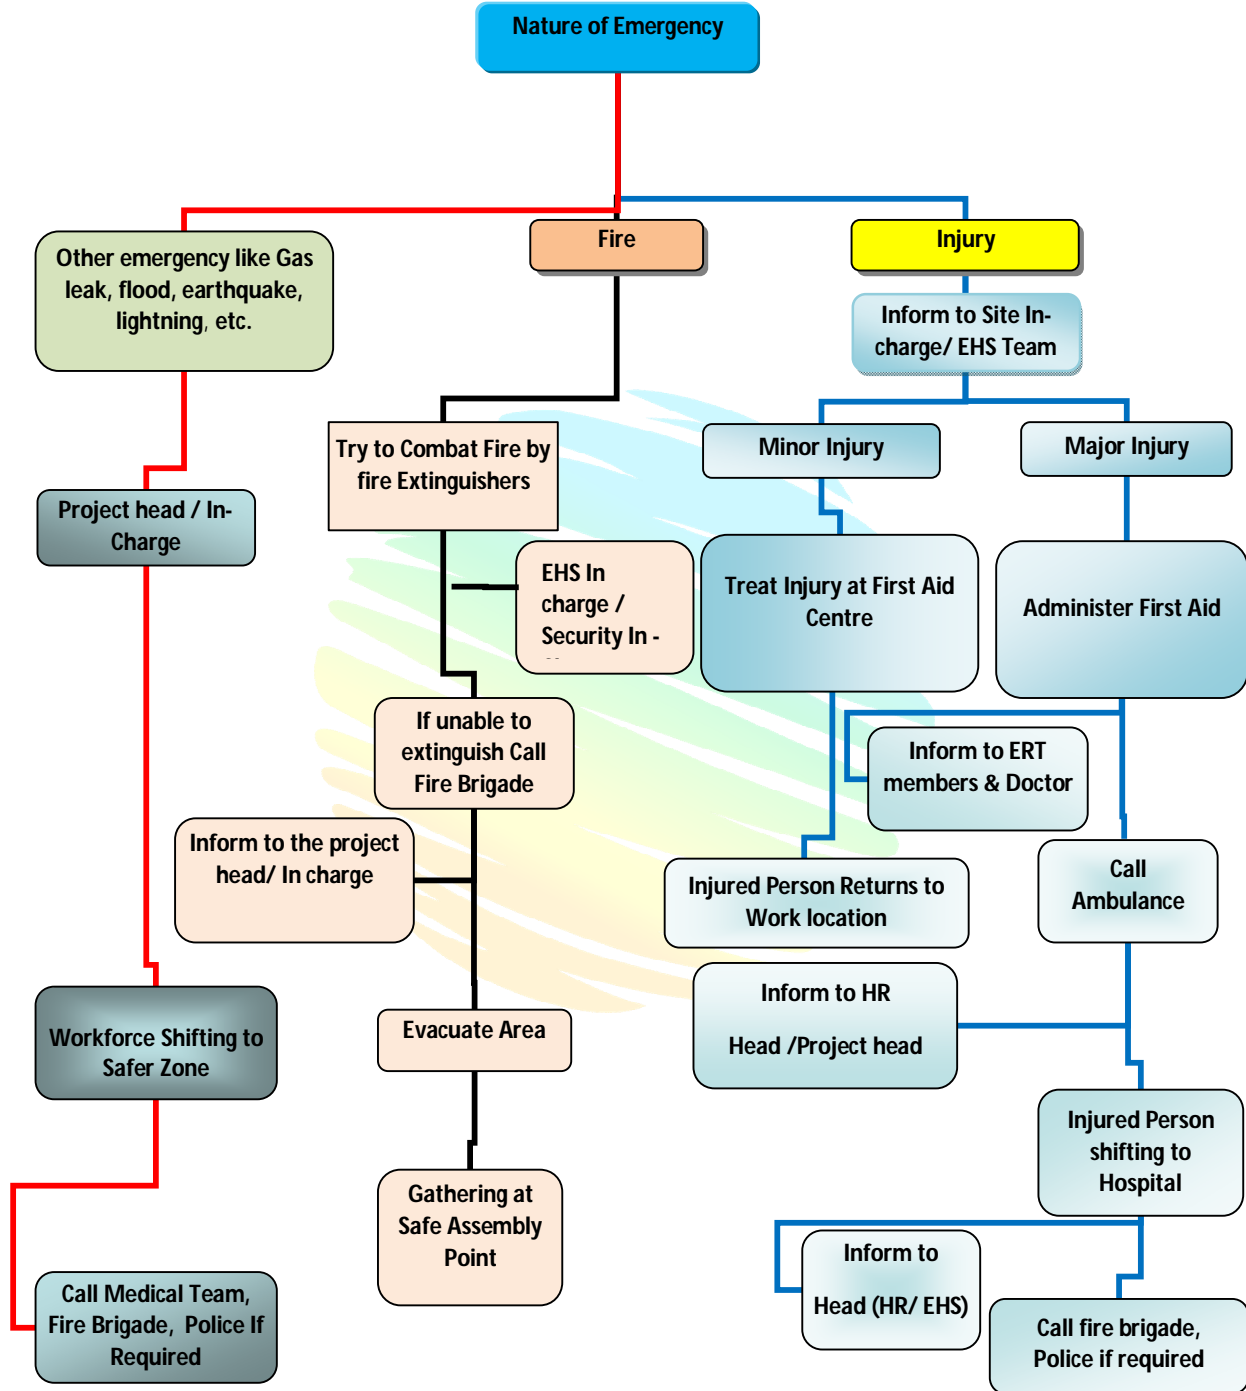 Nature of Emergency
Other emergency like Gas
leak, flood, earthquake,
lightning, etc.
Fire
Injury
Inform to Site In-
charge/ EHS Team
Try to Combat Fire by
fire Extinguishers
Minor Injury
Major Injury
Project head / In-
Charge
EHS In
charge /
Security In -
Treat Injury at First Aid
Centre
Administer First Aid
If unable to
extinguish Call
Fire Brigade
Inform to ERT
members & Doctor
Inform to the project
head/ In charge
Injured Person Returns to
Work location
Call
Ambulance
Inform to HR
Head /Project head
Workforce Shifting to
Safer Zone
Evacuate Area
Injured Person
shifting to
Hospital
Gathering at
Safe Assembly
Point
Inform to
Head (HR/ EHS)
Call Medical Team,
Fire Brigade, Police If
Required
Call fire brigade,
Police if required